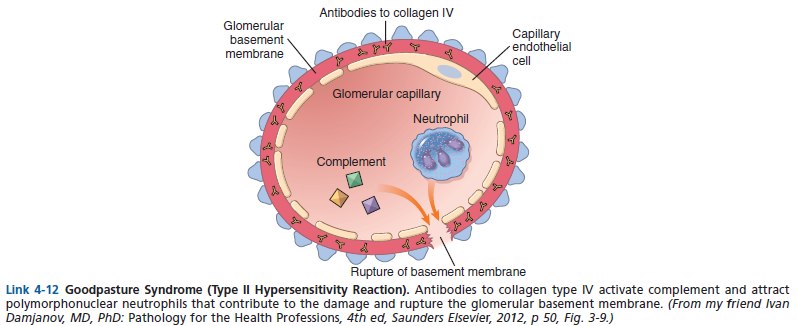 Antibodies to collagen IV
Glomerular
basement
membrane
Capillary
endothelial
cell
Glomerular capillary
Neutrophil
Complement
Rupture of basement membrane
Link 4-12 Goodpasture Syndrome (Type II Hypersensitivity Reaction). Antibodies to collagen type IV activate complement and attract
polymorphonuclear neutrophils that contribute to the damage and rupture the glomerular basement membrane. (From my friend Ivan
Damjanov, MD, PhD: Pathology for the Health Professions, 4th ed, Saunders Elsevier, 2012, p 50, Fig. 3-9.)